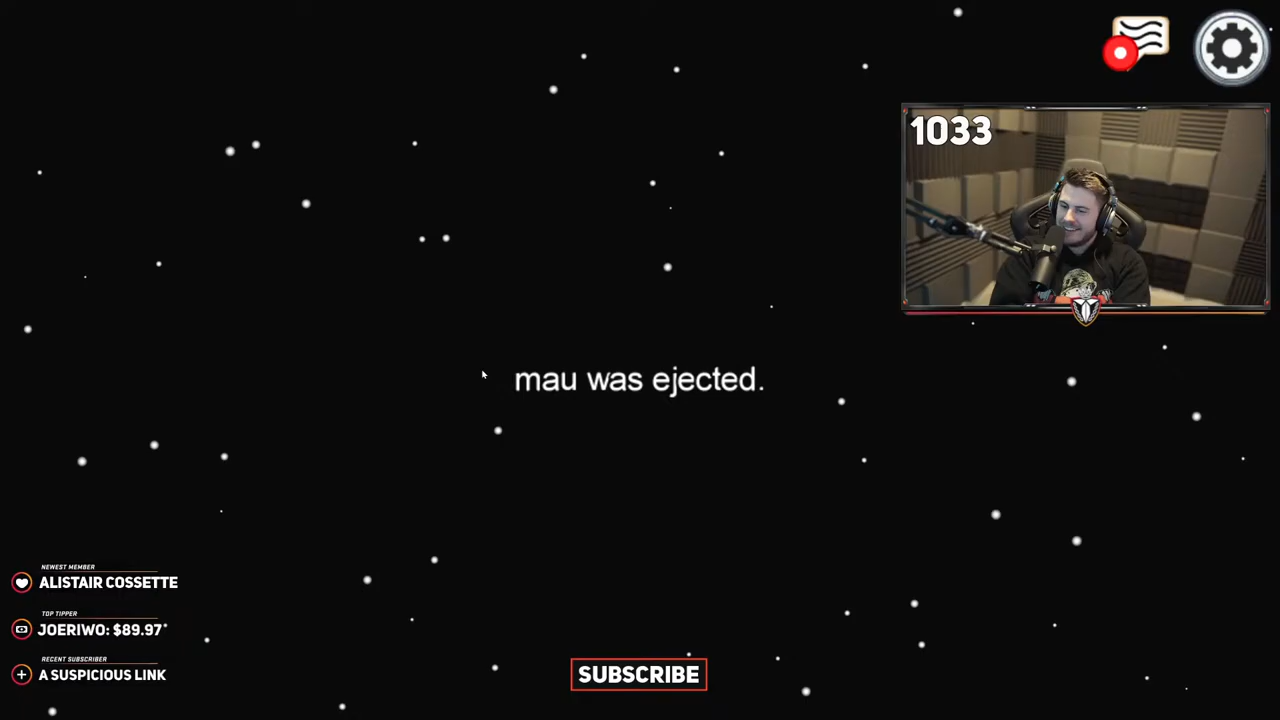 1033
mau was ejected.
NEWEST MEMBER
ALISTAIR COSSETTE
TOP TIPPER
JOERIWO: $89.97*
RECENT SUBSCRIBER
A SUSPICIOUS LINK
SUBSCRIBE